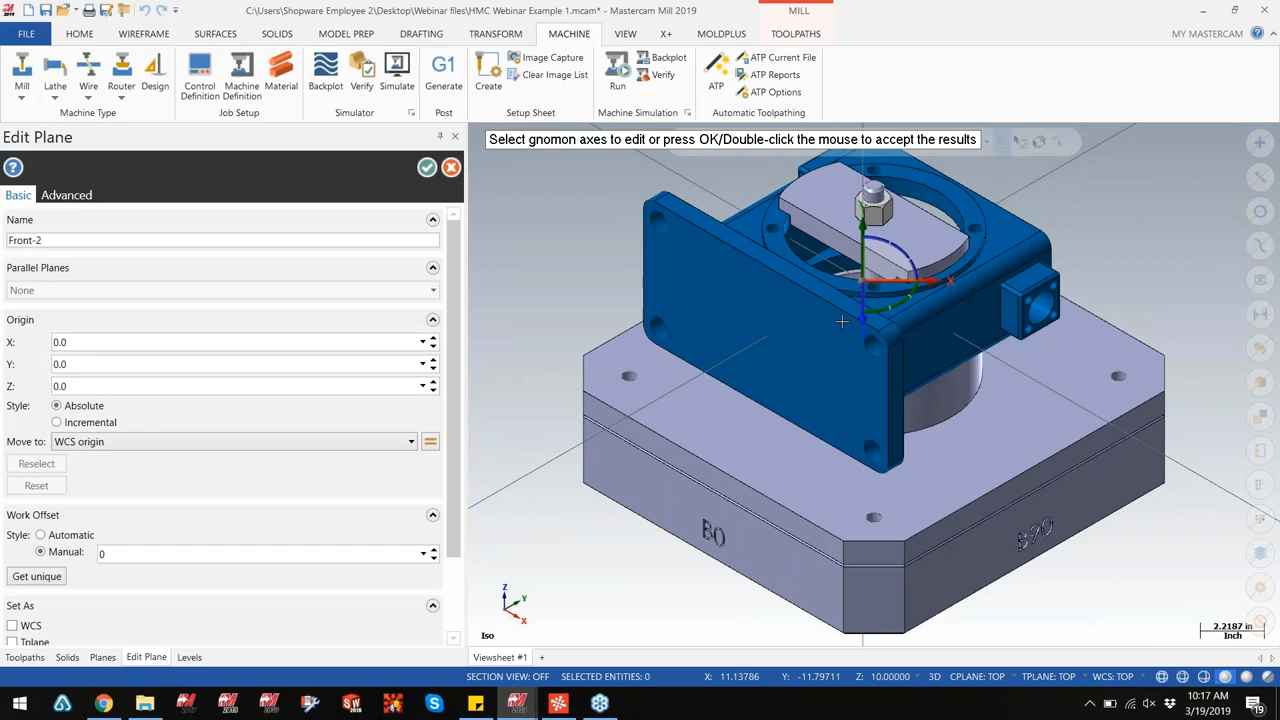 C:\Users\Shopware Employee 2\Desktop\Webinar files\HMC Webinar Example 1.mcam* - Mastercam Mill 2019
MILL
FILE HOME WIREFRAME SURFACES SOLIDS MODEL PREP DRAFTING TRANSFORM MACHINE VIEW X+ MOLDPLUS TOOLPATHS MY MASTERCAM
Mill Lathe Wire Router Design
Machine Type
Control Definition Machine Definition Material
Job Setup
Backplot Verify Simulate
Simulator
G1
Generate
Post
Create
Image Capture
Clear Image List
Setup Sheet
Run
Backplot
Verify
Machine Simulation
ATP
ATP Current File
ATP Reports
ATP Options
Automatic Toolpathing
Edit Plane
Basic Advanced
Name
Front-2
Parallel Planes
None
Origin
X: 0.0
Y: 0.0
Z: 0.0
Style: Absolute
Incremental
Move to: WCS origin
Reselect
Reset
Work Offset
Style: Automatic
Manual: 0
Get unique
Set As
WCS
Tplane
Toolpaths Solids Planes Edit Plane Levels
Select gnomon axes to edit or press OK/Double-click the mouse to accept the results
X
B0
B90
Z
Y
X
Iso
2.2187 in
Inch
Viewsheet #1 +
SECTION VIEW: OFF SELECTED ENTITIES: 0 X: 11.13786 Y: -11.79711 Z: 10.00000 3D CPLANE: TOP TPLANE: TOP WCS: TOP
10:17 AM
3/19/2019
19